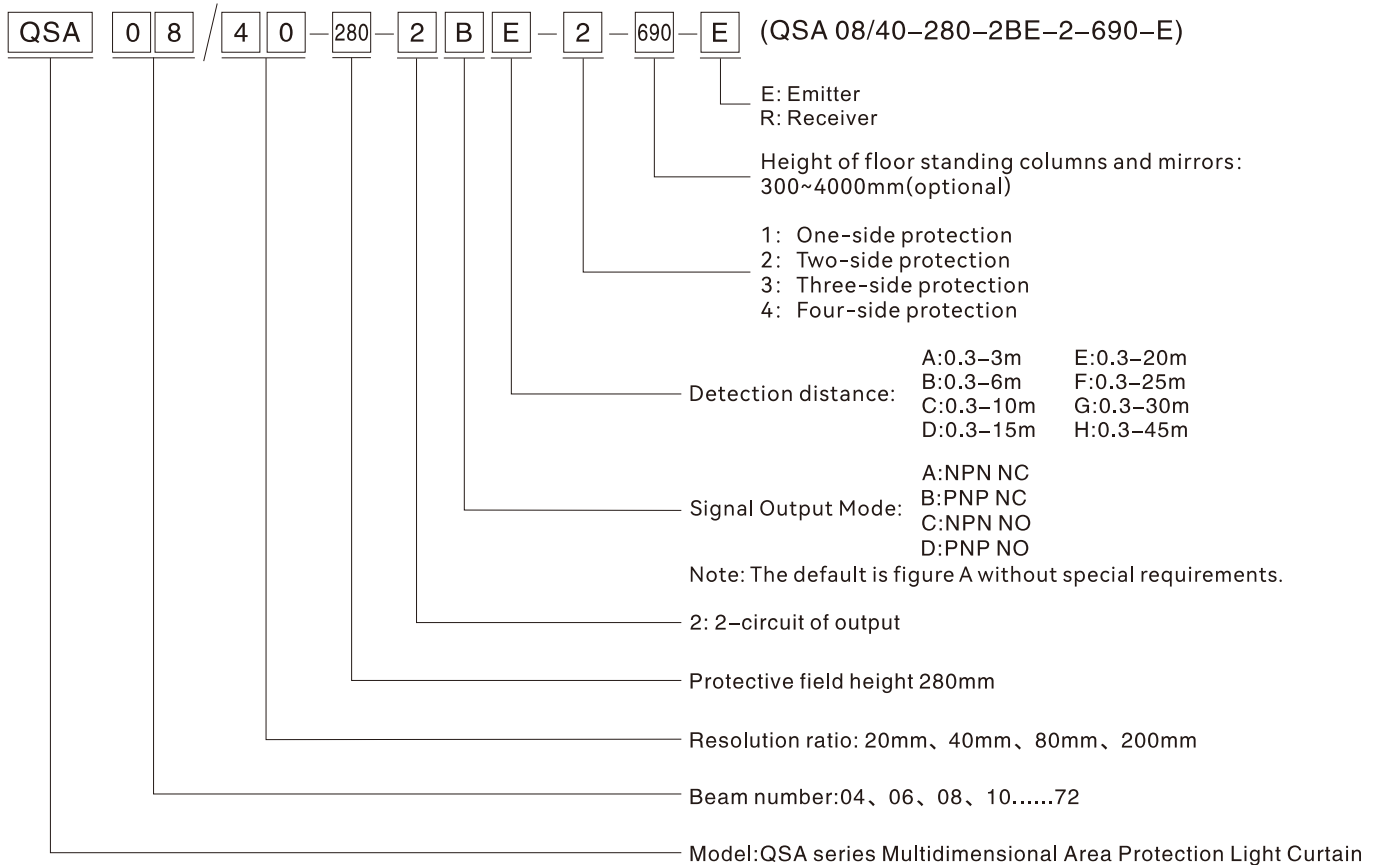 QSA 0 8 / 4 0 – 280 – 2 B E – 2 – 690 – E (QSA 08/40–280–2BE–2–690–E)
E: Emitter
R: Receiver
Height of floor standing columns and mirrors:
300~4000mm(optional)
1: One-side protection
2: Two-side protection
3: Three-side protection
4: Four-side protection
Detection distance:
A:0.3–3m E:0.3–20m
B:0.3–6m F:0.3–25m
C:0.3–10m G:0.3–30m
D:0.3–15m H:0.3–45m
Signal Output Mode:
A:NPN NC
B:PNP NC
C:NPN NO
D:PNP NO
Note: The default is figure A without special requirements.
2: 2–circuit of output
Protective field height 280mm
Resolution ratio: 20mm、40mm、80mm、200mm
Beam number:04、06、08、10......72
Model:QSA series Multidimensional Area Protection Light Curtain